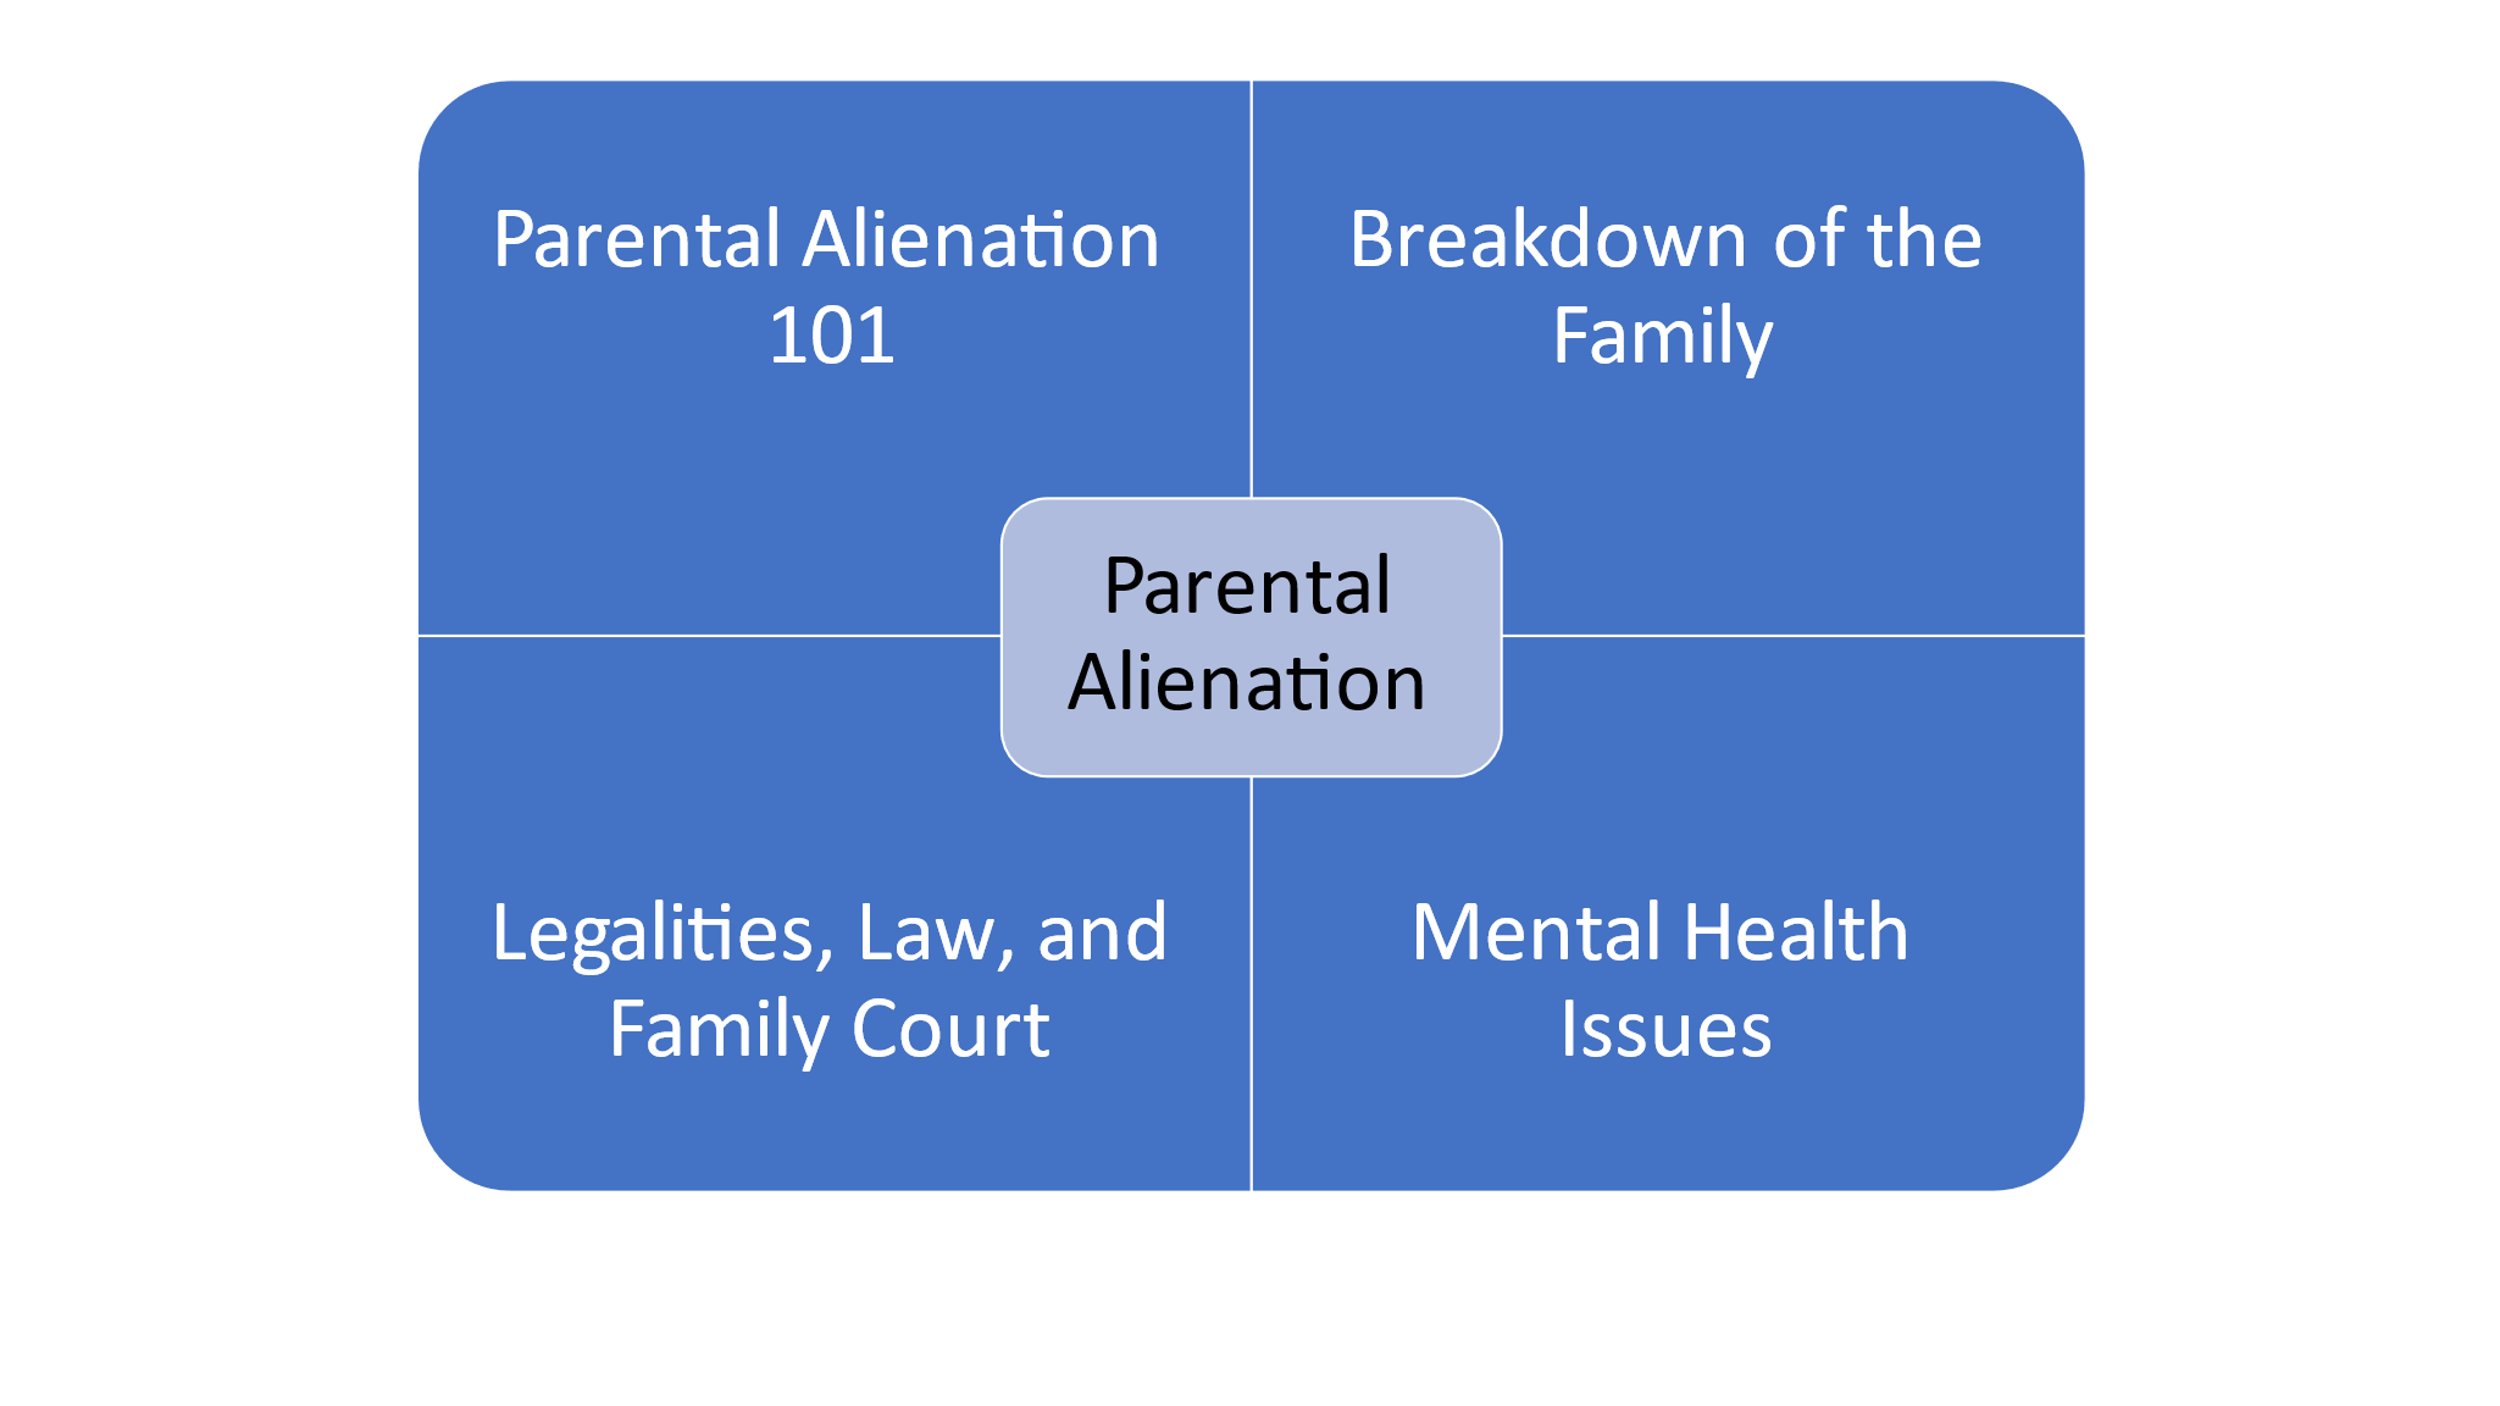 Parental Alienation
101
Breakdown of the
Family
Parental
Alienation
Legalities, Law, and
Family Court
Mental Health
Issues